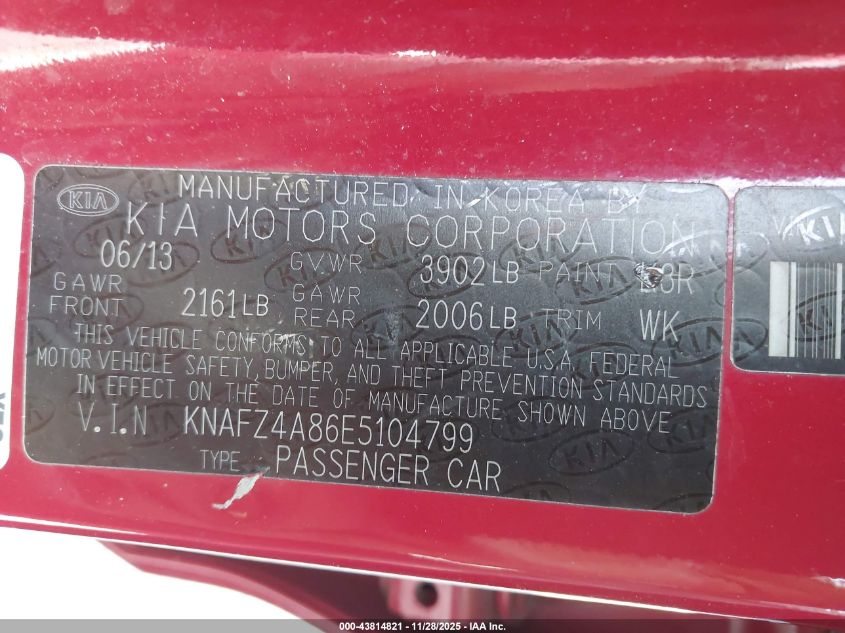 MANUFACTURED IN KOREA BY
KIA KIA MOTORS CORPORATION
06/13 GVWR 3902LB PAINT
GAWR FRONT 2161LB GAWR REAR 2006LB TRIM WK
THIS VEHICLE CONFORMS TO ALL APPLICABLE U.S.A. FEDERAL
MOTOR VEHICLE SAFETY, BUMPER, AND THEFT PREVENTION STANDARDS
IN EFFECT ON THE DATE OF MANUFACTURE, SHOWN ABOVE
V.I.N KNAFZ4A86E5104799
TYPE PASSENGER CAR
000-43814821 | 11/28/2025 | IAA Inc.